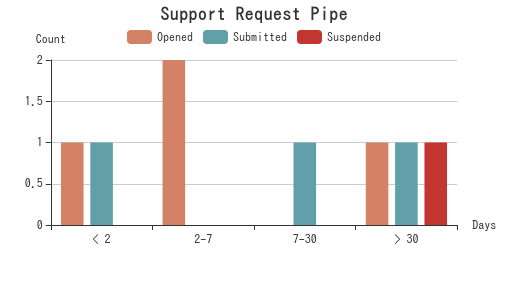 Support Request Pipe
Count
Opened Submitted Suspended
2
1.5
1
0.5
0
< 2 2-7 7-30 > 30
Days